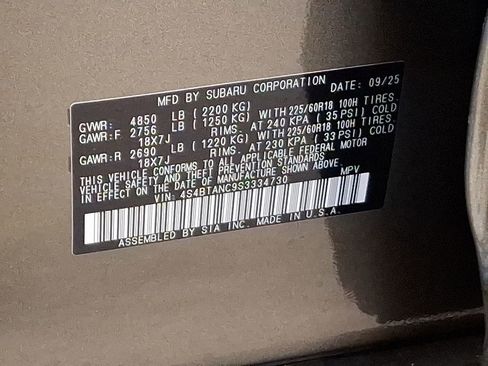 MFD BY SUBARU CORPORATION DATE: 09/25
GVWR: 4850 LB (2200 KG)
GAWR:F 2756 LB (1250 KG) WITH 225/60R18 100H TIRES
18X7J RIMS. AT 240 KPA (35 PSI) COLD
GAWR:R 2690 LB (1220 KG) WITH 225/60R18 100H TIRES
18X7J RIMS. AT 230 KPA (33 PSI) COLD
THIS VEHICLE CONFORMS TO ALL APPLICABLE FEDERAL MOTOR
VEHICLE SAFETY AND THEFT PREVENTION STANDARDS
IN EFFECT ON THE DATE OF MANUFACTURE SHOWN ABOVE.
VIN: 4S4BTANC9S3334730 MPV
ASSEMBLED BY SIA INC. MADE IN U.S.A.